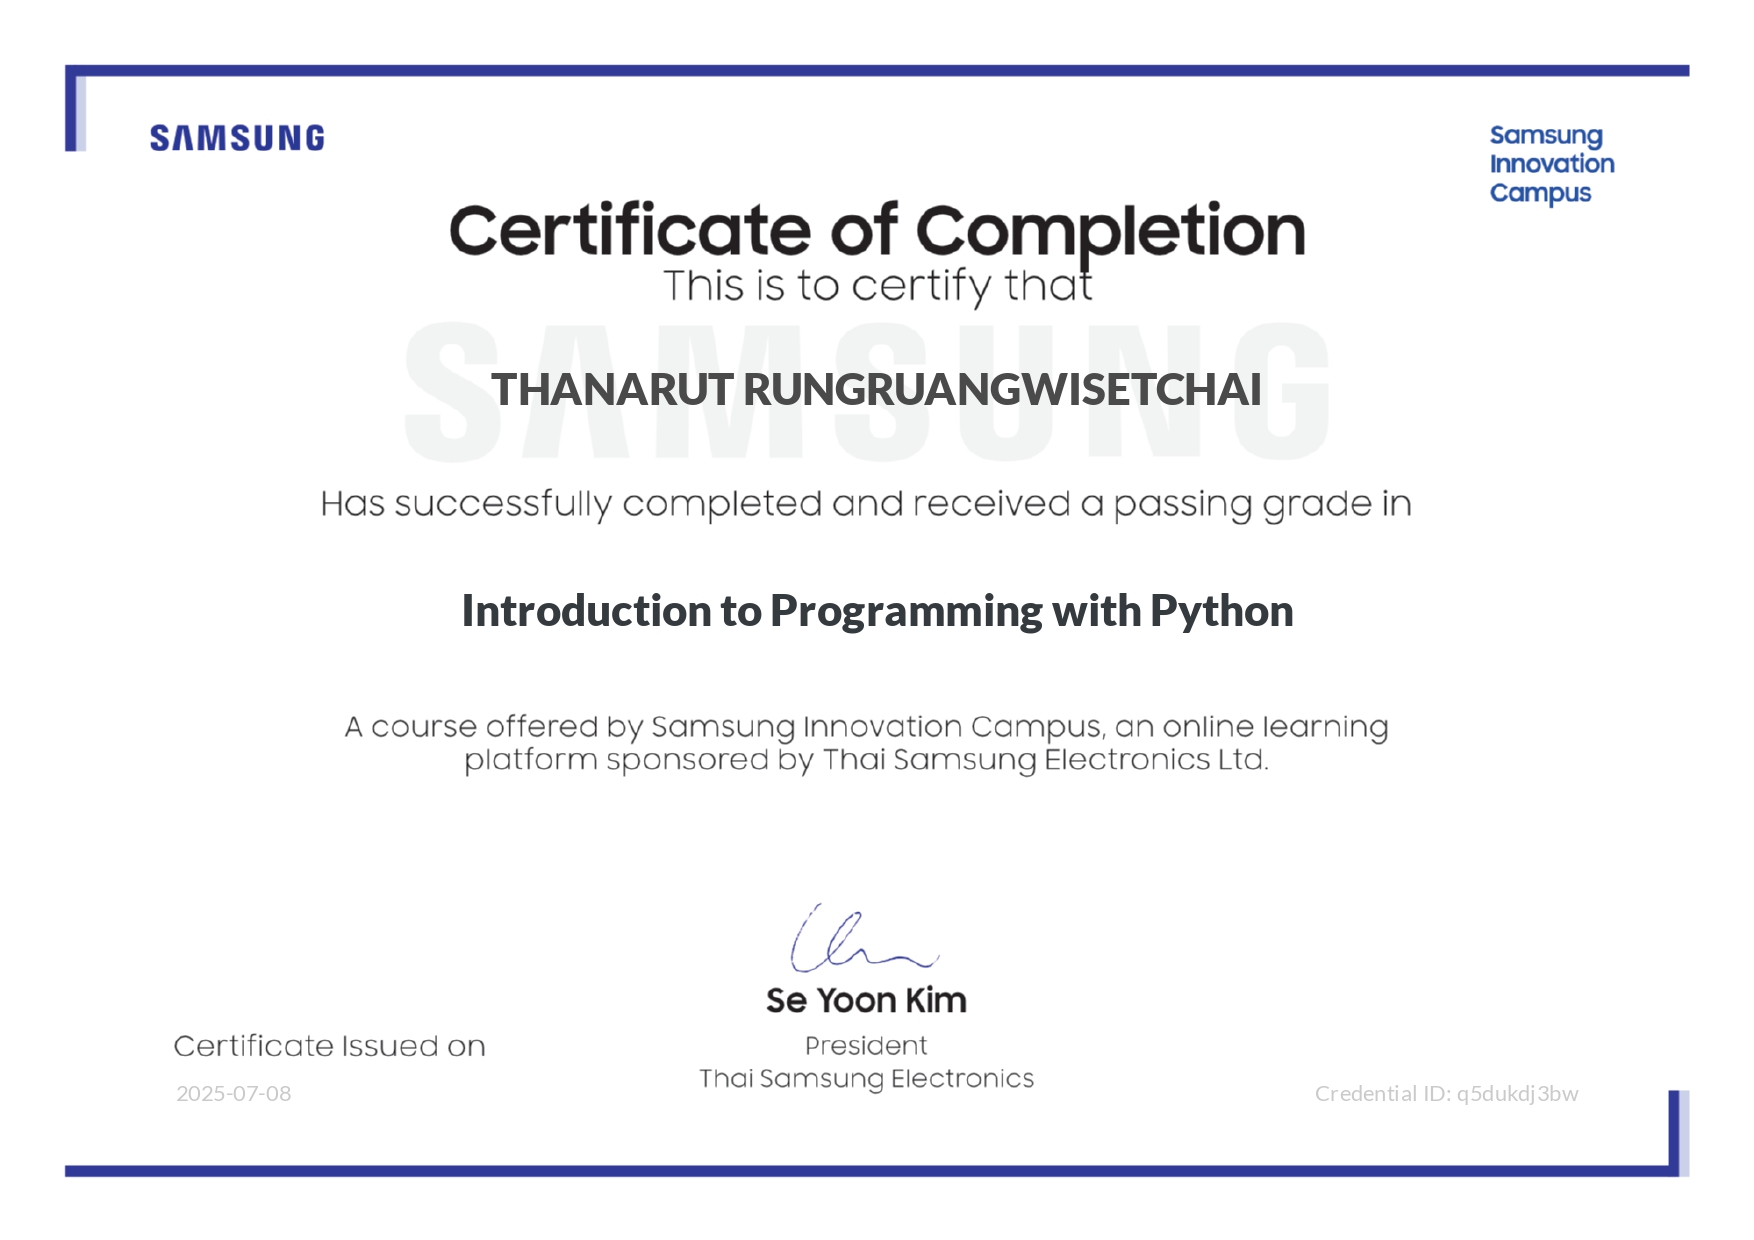 SAMSUNG
Samsung
Innovation
Campus
Certificate of Completion
This is to certify that
SAMSUNG
THANARUT RUNGRUANGWISETCHAI
Has successfully completed and received a passing grade in
Introduction to Programming with Python
A course offered by Samsung Innovation Campus, an online learning
platform sponsored by Thai Samsung Electronics Ltd.
Se Yoon Kim
President
Thai Samsung Electronics
Certificate Issued on
2025-07-08
Credential ID: q5dukdj3bw